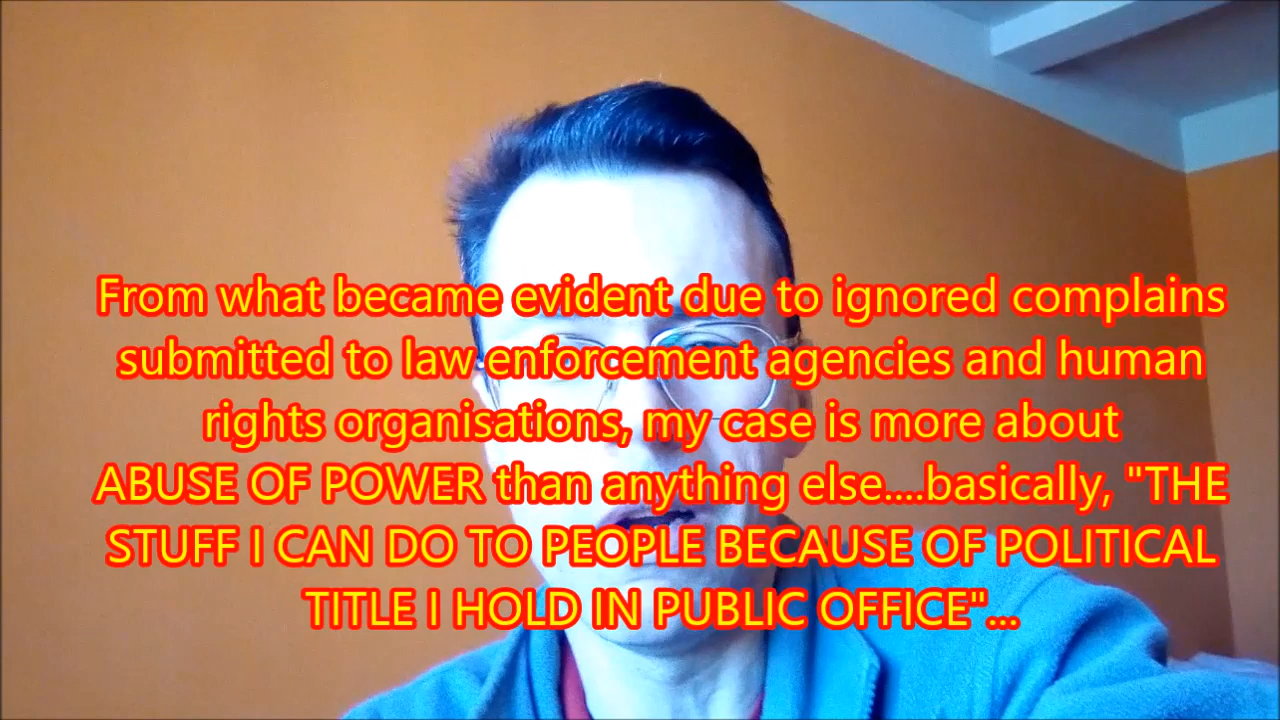 From what became evident due to ignored complains
submitted to law enforcement agencies and human
rights organisations, my case is more about
ABUSE OF POWER than anything else....basically, "THE
STUFF I CAN DO TO PEOPLE BECAUSE OF POLITICAL
TITLE I HOLD IN PUBLIC OFFICE"...